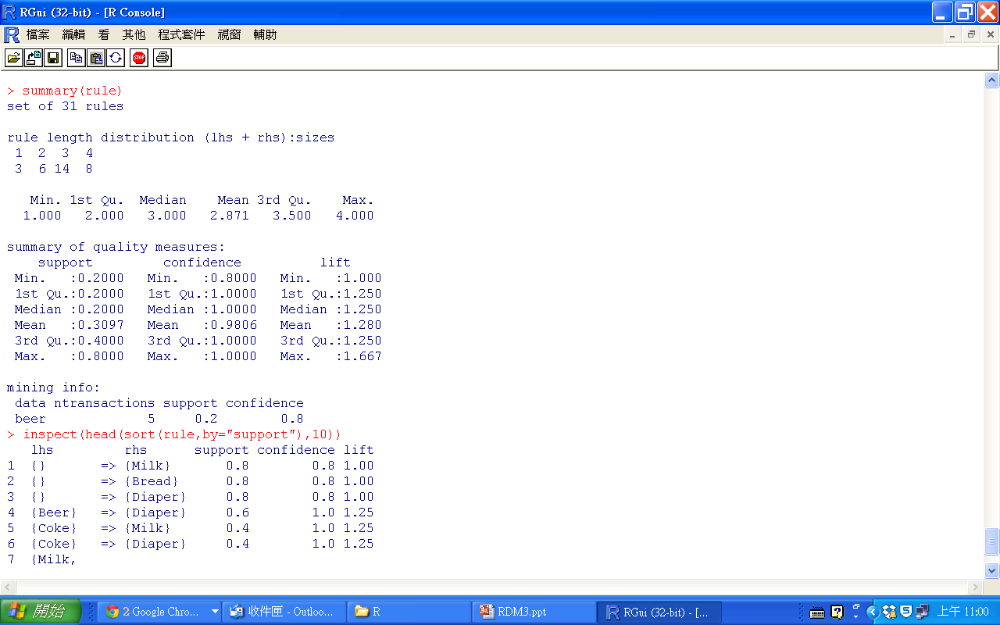 RGui (32-bit) - [R Console]
檔案 編輯 看 其他 程式套件 視窗 輔助
STOP
> summary(rule)
set of 31 rules
rule length distribution (lhs + rhs):sizes
 1  2  3  4
 3  6 14  8
   Min. 1st Qu.  Median    Mean 3rd Qu.    Max.
  1.000   2.000   3.000   2.871   3.500   4.000
summary of quality measures:
    support         confidence          lift
 Min.   :0.2000   Min.   :0.8000   Min.   :1.000
 1st Qu.:0.2000   1st Qu.:1.0000   1st Qu.:1.250
 Median :0.2000   Median :1.0000   Median :1.250
 Mean   :0.3097   Mean   :0.9806   Mean   :1.280
 3rd Qu.:0.4000   3rd Qu.:1.0000   3rd Qu.:1.250
 Max.   :0.8000   Max.   :1.0000   Max.   :1.667
mining info:
 data ntransactions support confidence
 beer             5     0.2        0.8
> inspect(head(sort(rule,by="support"),10))
   lhs         rhs      support confidence lift
1  {}       => {Milk}       0.8        0.8 1.00
2  {}       => {Bread}      0.8        0.8 1.00
3  {}       => {Diaper}     0.8        0.8 1.00
4  {Beer}   => {Diaper}     0.6        1.0 1.25
5  {Coke}   => {Milk}       0.4        1.0 1.25
6  {Coke}   => {Diaper}     0.4        1.0 1.25
7  {Milk,
開始 2 Google Chro... 收件匣 - Outloo... R RDM3.ppt RGui (32-bit) - [... 上午 11:00